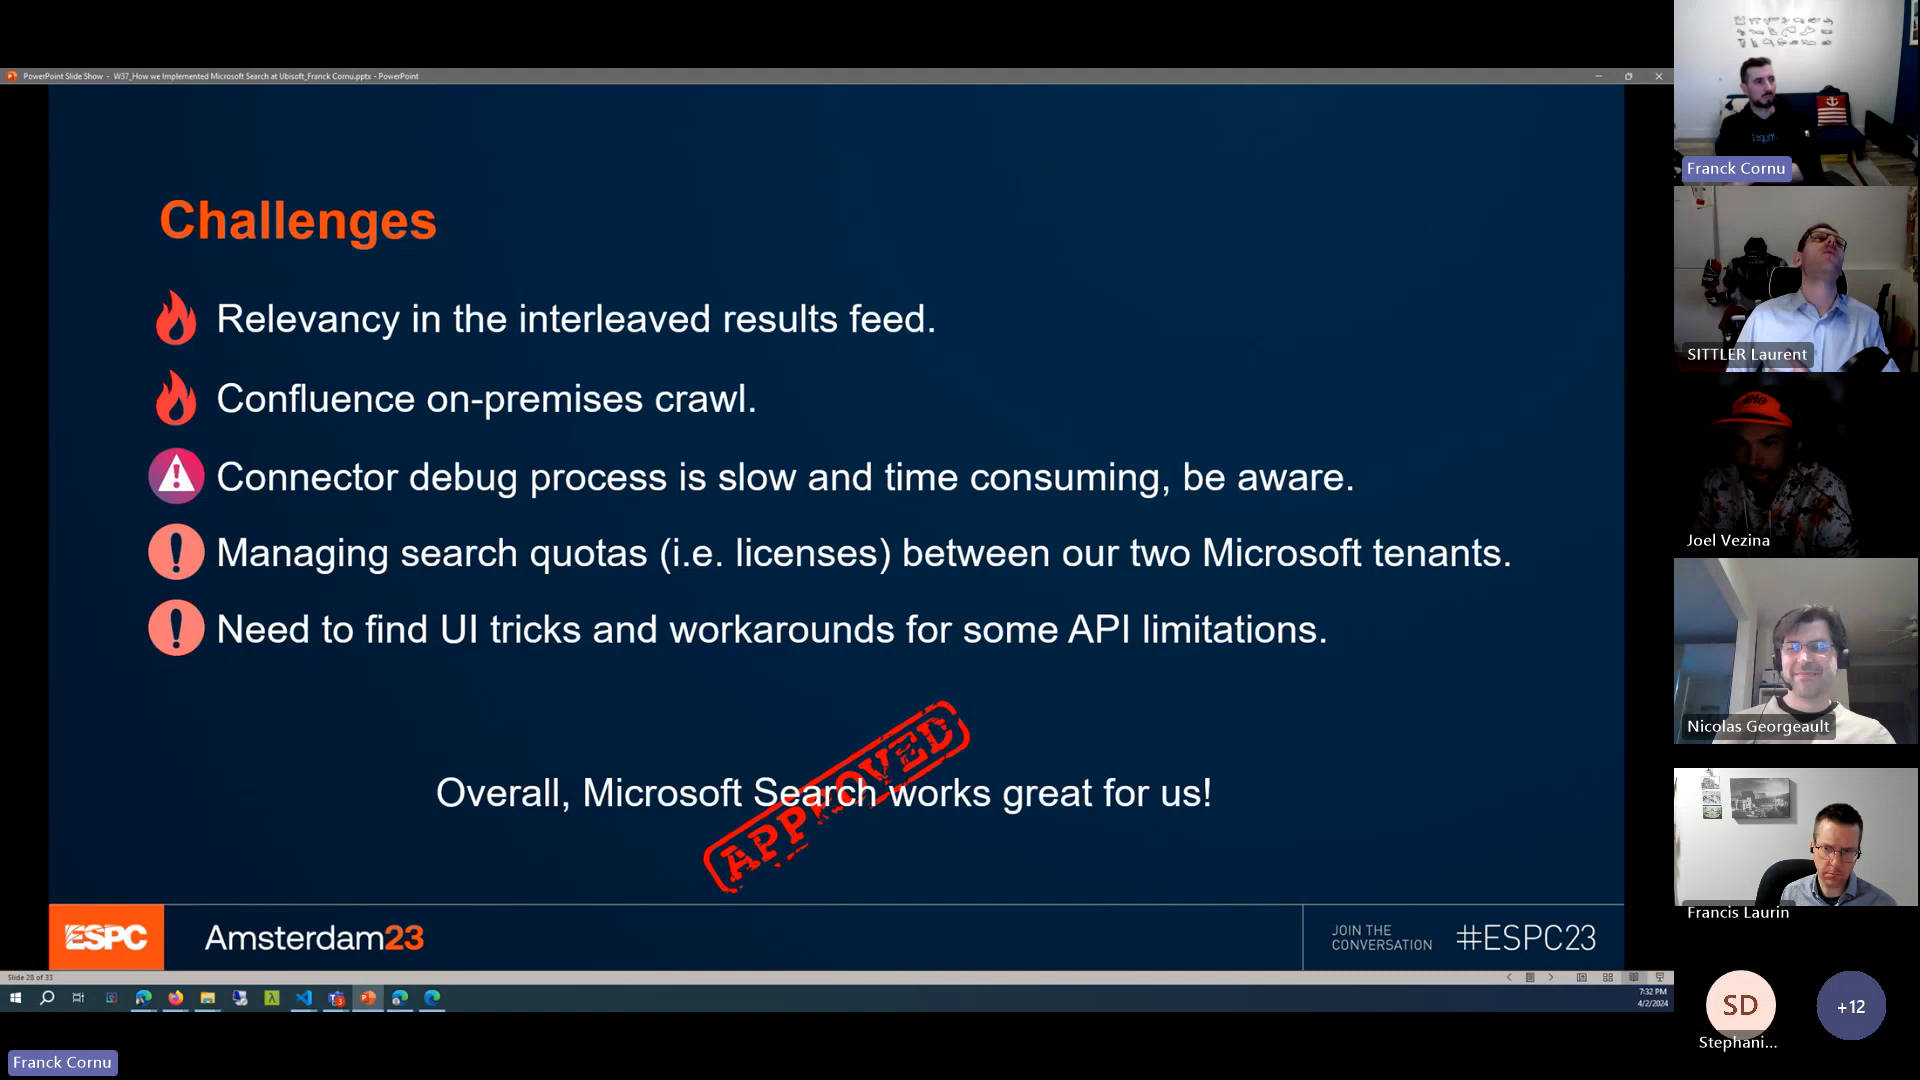 PowerPoint Slide Show - W37_How we Implemented Microsoft Search at Ubisoft_Franck Cornu.pptx - PowerPoint
Challenges
Relevancy in the interleaved results feed.
Confluence on-premises crawl.
Connector debug process is slow and time consuming, be aware.
Managing search quotas (i.e. licenses) between our two Microsoft tenants.
Need to find UI tricks and workarounds for some API limitations.
APPROVED
Overall, Microsoft Search works great for us!
ESPC
Amsterdam23
JOIN THE
CONVERSATION
#ESPC23
Slide 28 of 33
7:32 PM
4/2/2024
Franck Cornu
Franck Cornu
SITTLER Laurent
Joel Vezina
Nicolas Georgeault
Francis Laurin
SD
Stephani...
+12